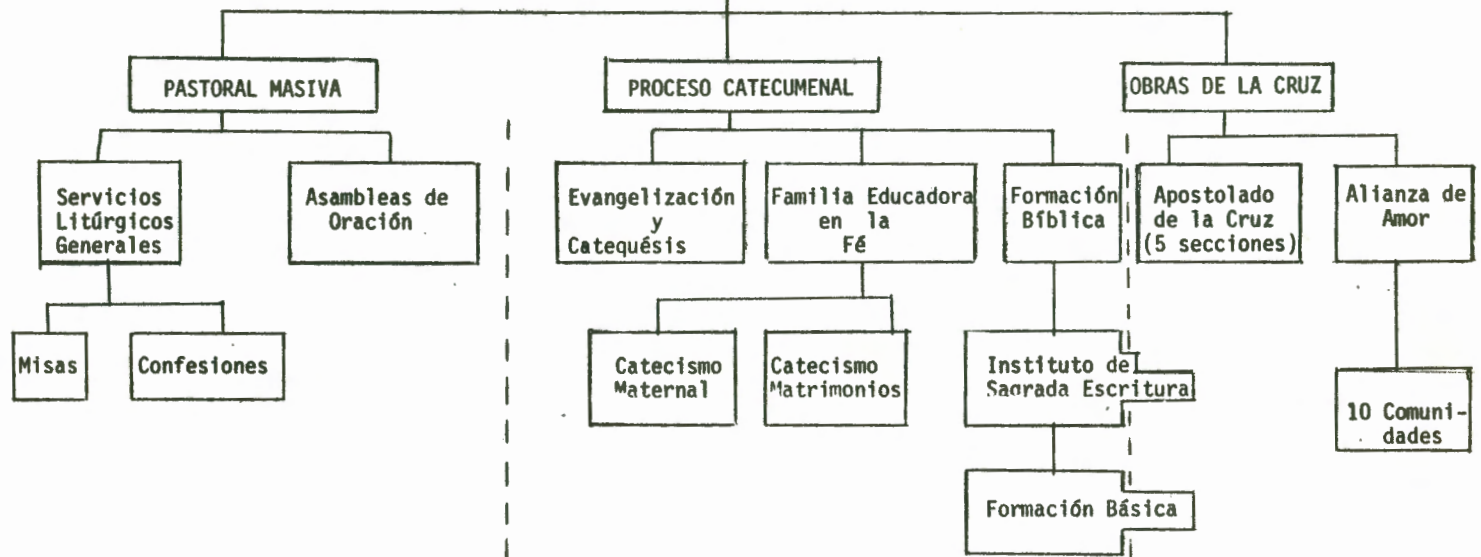 PASTORAL MASIVA
PROCESO CATECUMENAL
OBRAS DE LA CRUZ
Servicios
Litúrgicos
Generales
Asambleas de
Oración
Evangelización
y
Catequésis
Familia Educadora
en la
Fé
Formación
Bíblica
Apostolado
de la Cruz
(5 secciones)
Alianza de
Amor
Misas
Confesiones
Catecismo
Maternal
Catecismo
Matrimonios
Instituto de
Sagrada Escritura
10 Comuni-
dades
Formación Básica